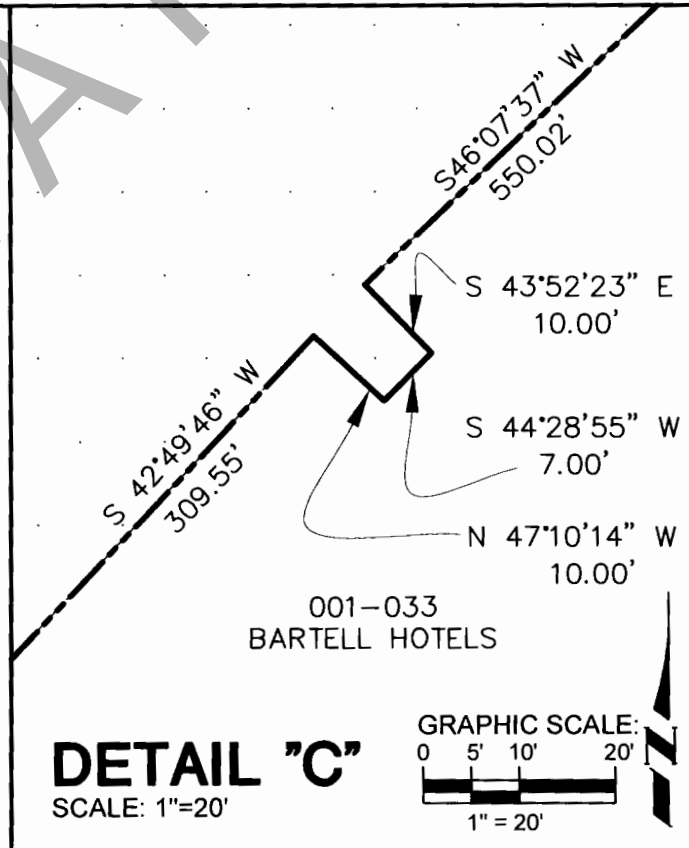 S46°07'37" W
550.02'
S 43°52'23" E
10.00'
S 42°49'46" W
309.55'
S 44°28'55" W
7.00'
N 47°10'14" W
10.00'
001-033
BARTELL HOTELS
DETAIL "C"
SCALE: 1"=20'
GRAPHIC SCALE:
0 5' 10' 20'
1" = 20'